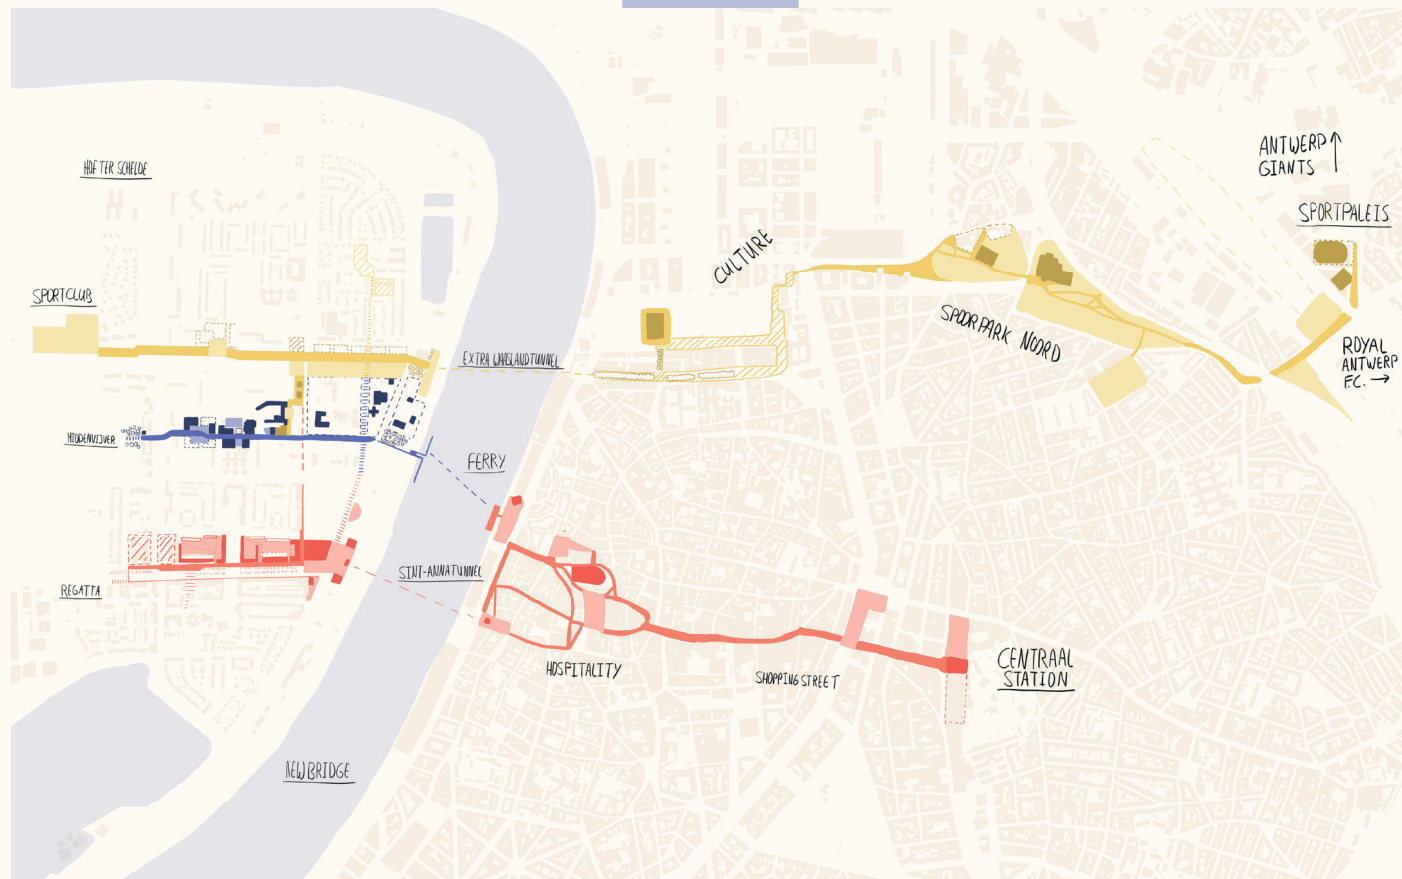 HOF TER SCHELDE
ANTWERP
GIANTS
SPORTPALEIS
CULTURE
SPORTCLUB
SPOORPARK NOORD
ROYAL
ANTWERP
F.C.
EXTRA WAASLANDTUNNEL
MIDDENVIJVER
FERRY
SINT-ANNATUNNEL
REGATTA
HOSPITALITY
SHOPPING STREET
CENTRAAL
STATION
NEW BRIDGE